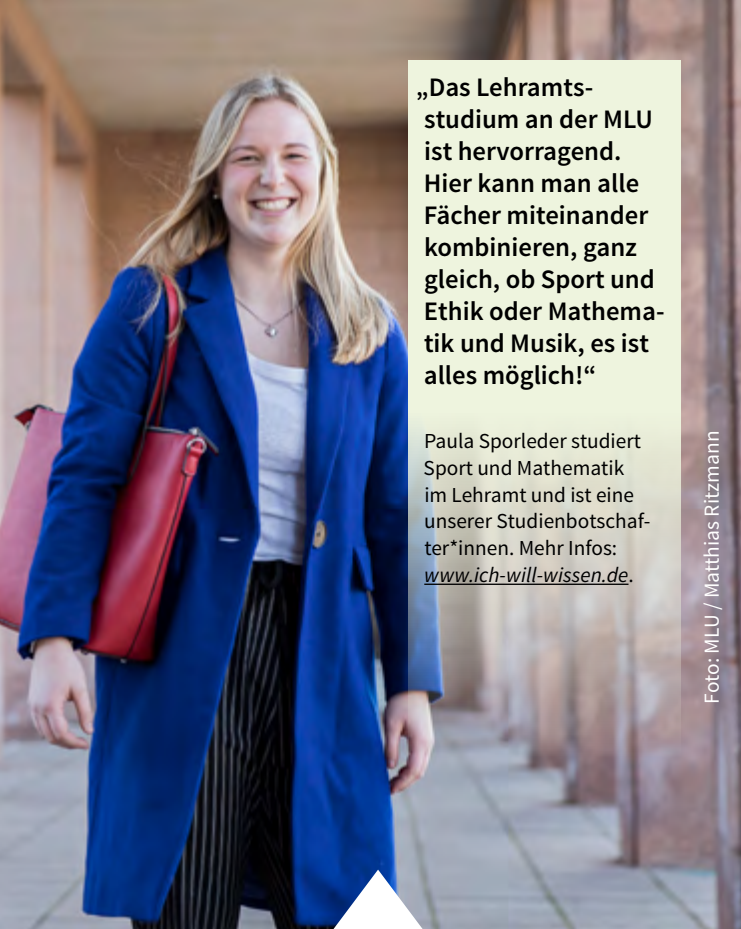 „Das Lehramts-
studium an der MLU
ist hervorragend.
Hier kann man alle
Fächer miteinander
kombinieren, ganz
gleich, ob Sport und
Ethik oder Mathema-
tik und Musik, es ist
alles möglich!“
Paula Sporleder studiert
Sport und Mathematik
im Lehramt und ist eine
unserer Studienbotschaf-
ter*innen. Mehr Infos:
www.ich-will-wissen.de.
Foto: MLU / Matthias Ritzmann